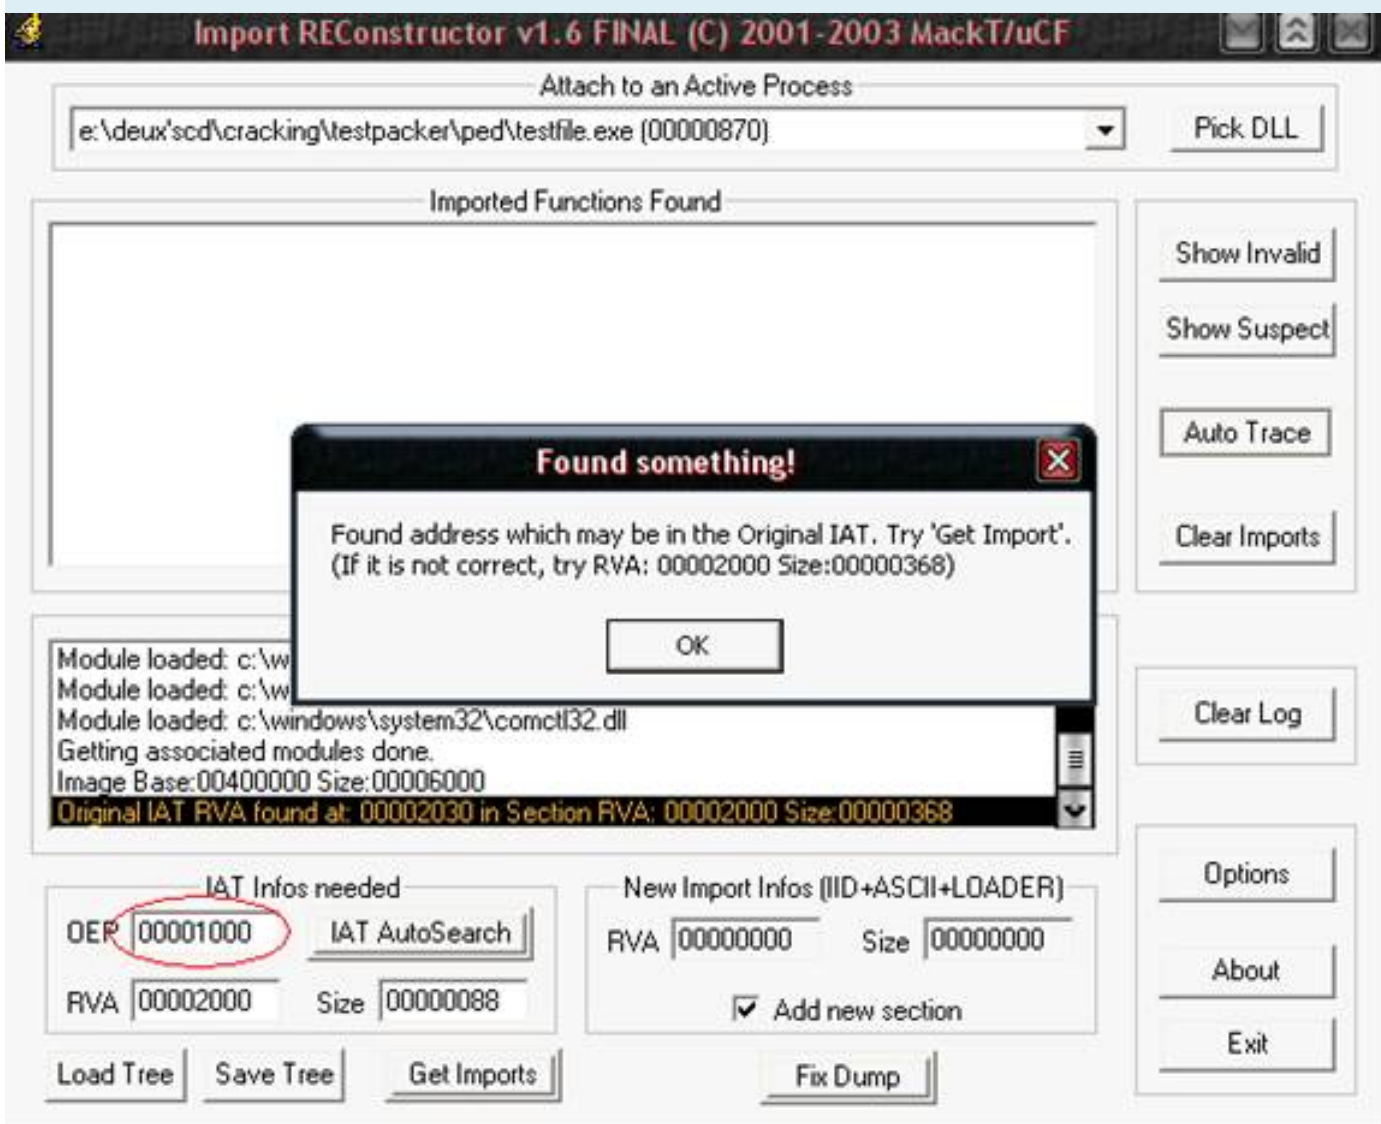 Import REConstructor v1.6 FINAL (C) 2001-2003 MackT/uCF
Attach to an Active Process
e:\deux'scd\cracking\testpacker\ped\testfile.exe (00000870)
Pick DLL
Imported Functions Found
Show Invalid
Show Suspect
Auto Trace
Clear Imports
Found something!
Found address which may be in the Original IAT. Try 'Get Import'.
(If it is not correct, try RVA: 00002000 Size:00000368)
OK
Module loaded: c:\w
Module loaded: c:\w
Module loaded: c:\windows\system32\comctl32.dll
Getting associated modules done.
Image Base:00400000 Size:00006000
Original IAT RVA found at: 00002030 in Section RVA: 00002000 Size:00000368
Clear Log
IAT Infos needed
OEP 00001000 IAT AutoSearch
RVA 00002000 Size 00000088
New Import Infos (IID+ASCII+LOADER)
RVA 00000000 Size 00000000
Add new section
Options
About
Exit
Load Tree Save Tree Get Imports Fix Dump